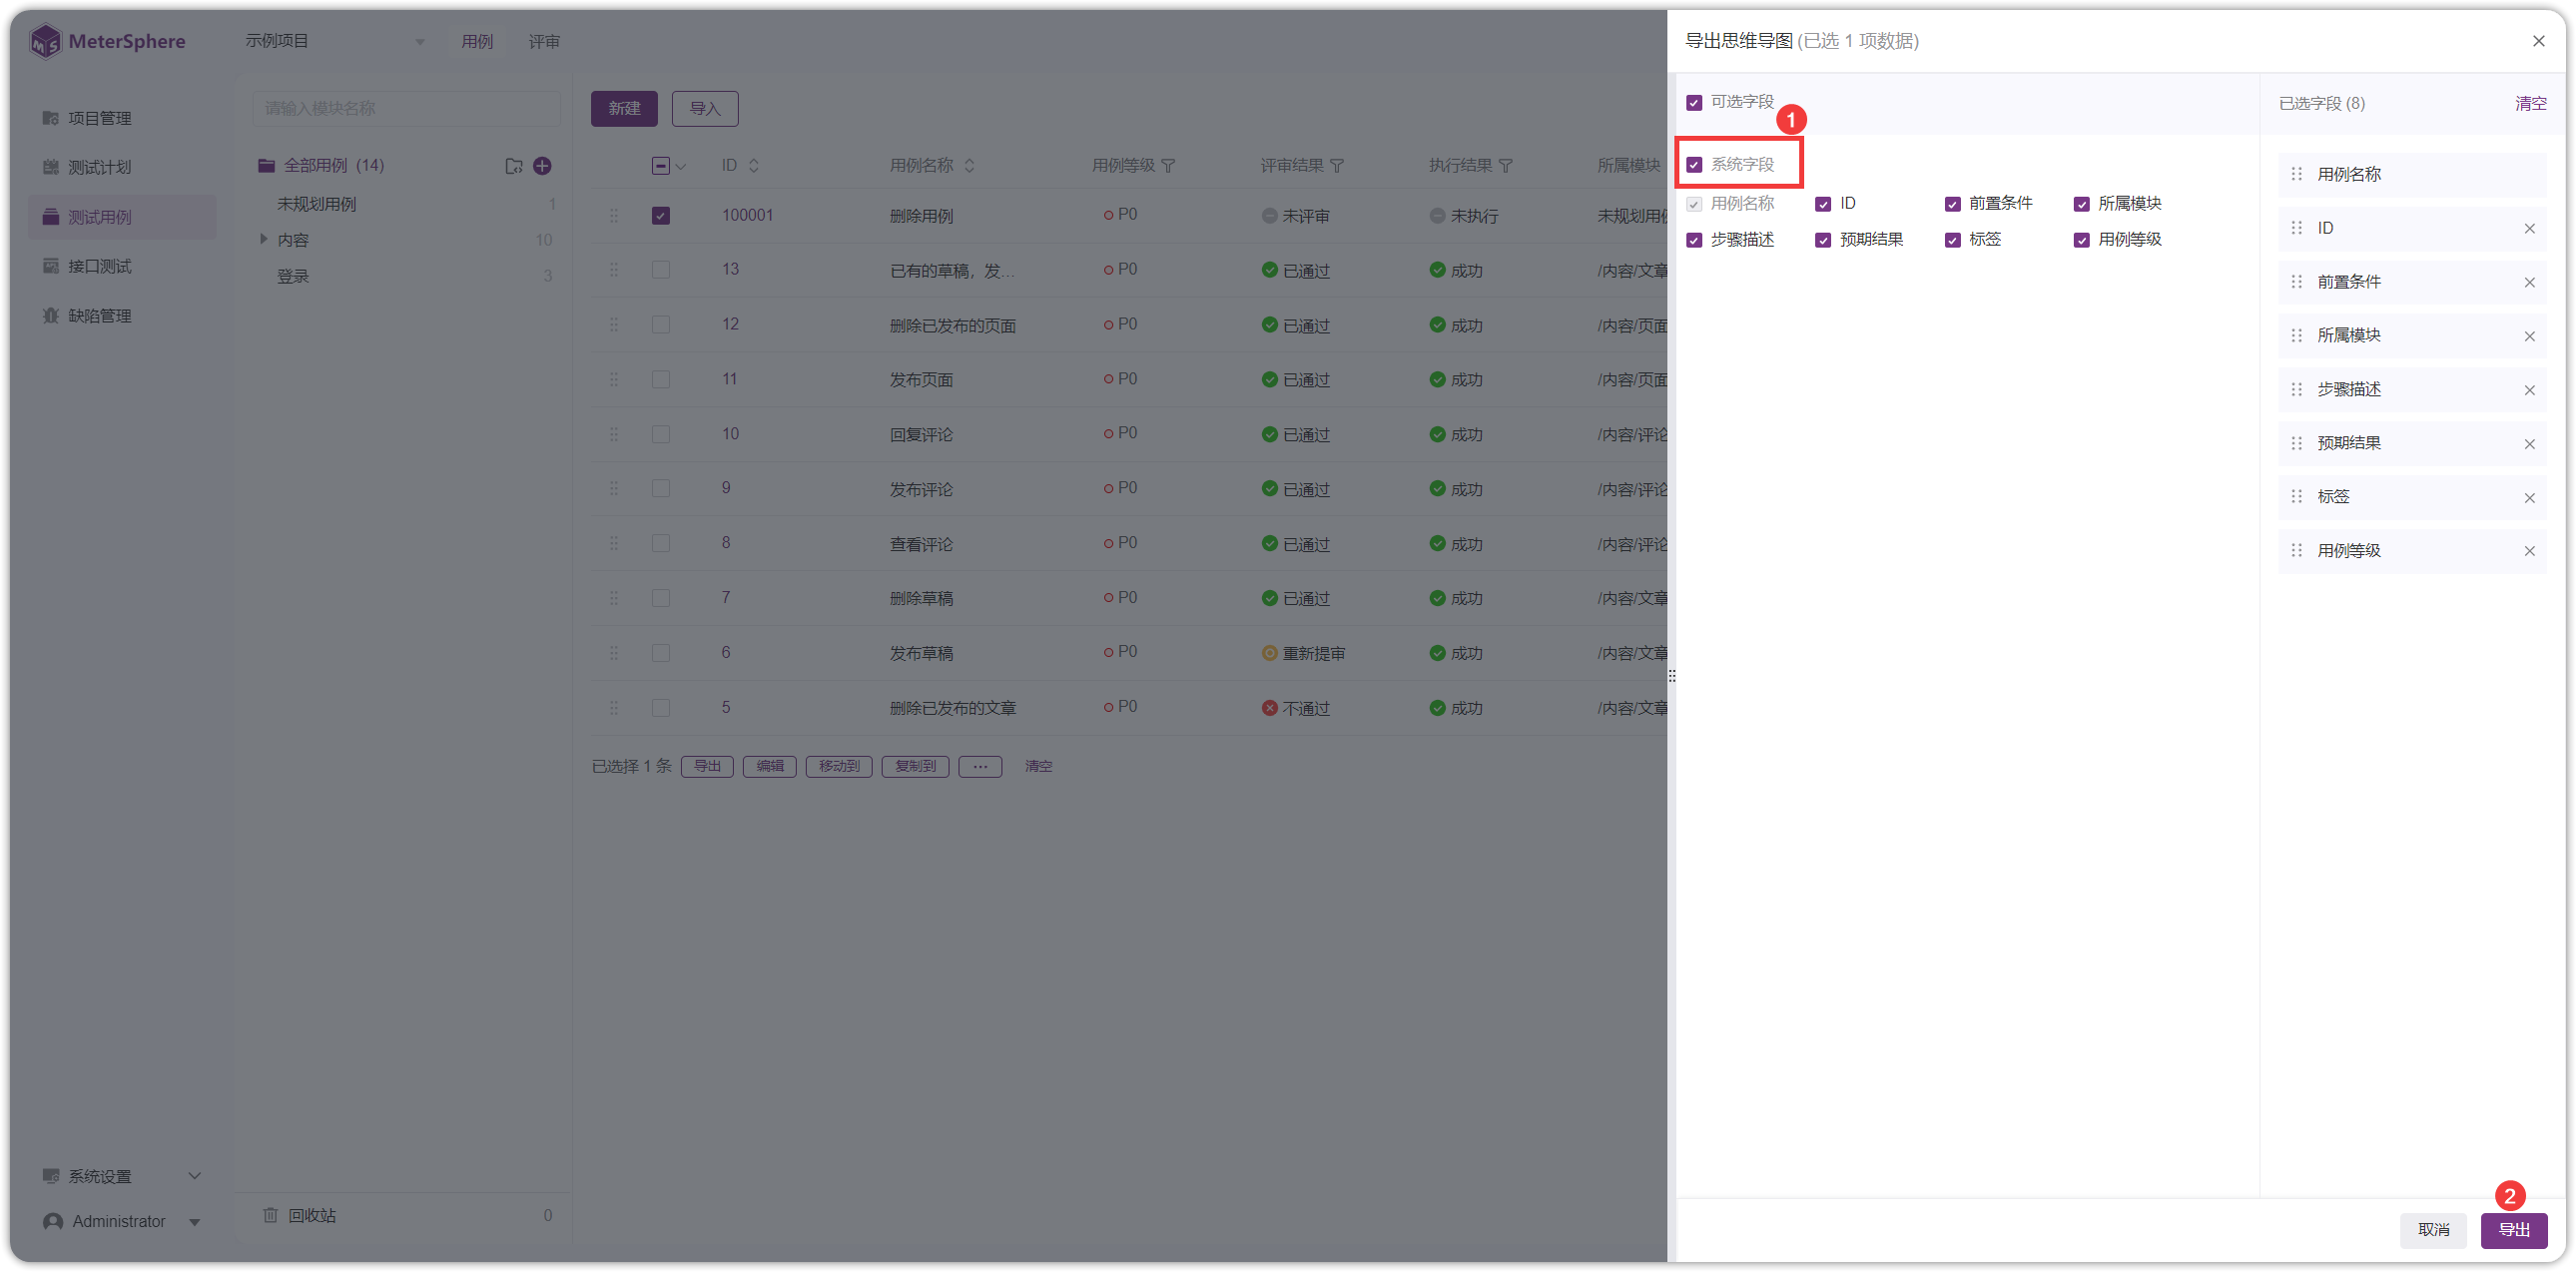 MeterSphere
示例项目
用例
评审
项目管理
测试计划
测试用例
接口测试
缺陷管理
系统设置
Administrator
请输入模块名称
全部用例 (14)
未规划用例 1
内容 10
登录 3
回收站 0
新建
导入
ID 用例名称 用例等级 评审结果 执行结果 所属模块
100001 删除用例 P0 未评审 未执行 未规划用例
13 已有的草稿，发... P0 已通过 成功 /内容/文章
12 删除已发布的页面 P0 已通过 成功 /内容/页面
11 发布页面 P0 已通过 成功 /内容/页面
10 回复评论 P0 已通过 成功 /内容/评论
9 发布评论 P0 已通过 成功 /内容/评论
8 查看评论 P0 已通过 成功 /内容/评论
7 删除草稿 P0 已通过 成功 /内容/文章
6 发布草稿 P0 重新提审 成功 /内容/文章
5 删除已发布的文章 P0 不通过 成功 /内容/文章
已选择 1 条 导出 编辑 移动到 复制到 ... 清空
导出思维导图 (已选 1 项数据)
可选字段
1
系统字段
用例名称 ID 前置条件 所属模块
步骤描述 预期结果 标签 用例等级
已选字段 (8) 清空
用例名称
ID
前置条件
所属模块
步骤描述
预期结果
标签
用例等级
2
取消
导出